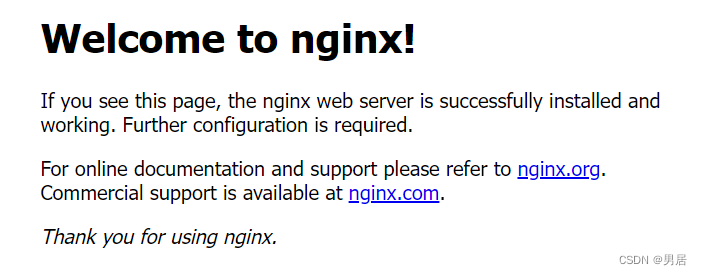 Welcome to nginx!
If you see this page, the nginx web server is successfully installed and
working. Further configuration is required.
For online documentation and support please refer to nginx.org.
Commercial support is available at nginx.com.
Thank you for using nginx.
CSDN @男居